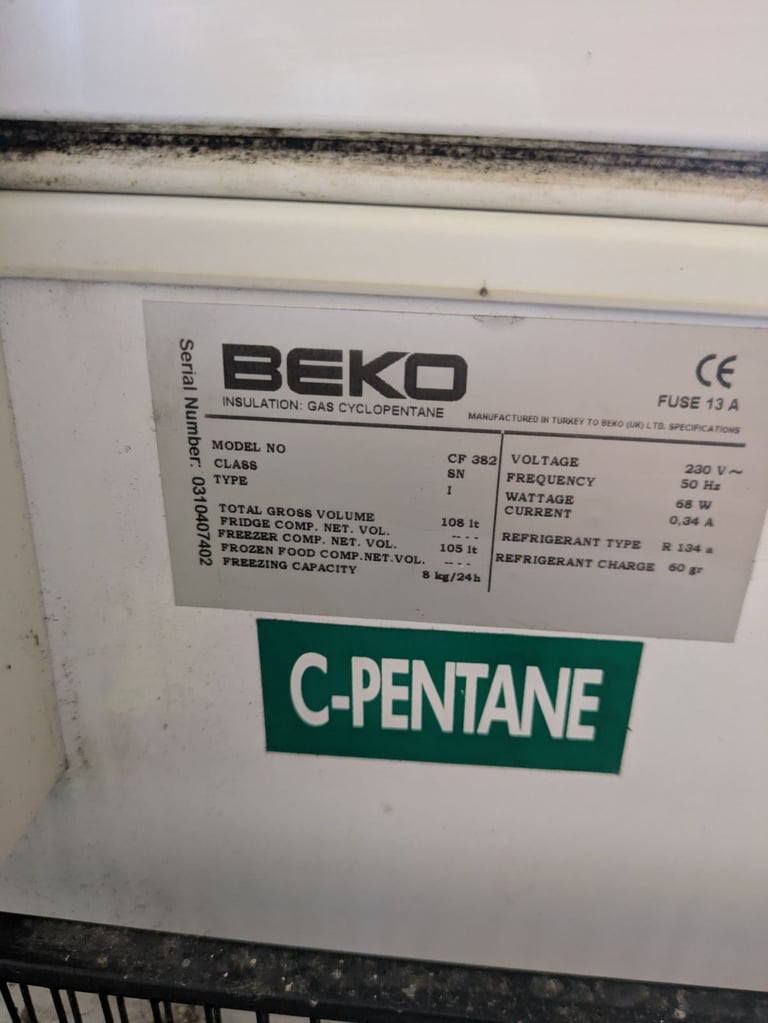 BEKO
INSULATION: GAS CYCLOPENTANE
CE
FUSE 13 A
MANUFACTURED IN TURKEY TO BEKO (UK) LTD. SPECIFICATIONS
Serial Number: 0310407402
MODEL NO CF 382
CLASS SN
TYPE I
TOTAL GROSS VOLUME 108 lt
FRIDGE COMP. NET. VOL. -- - -
FREEZER COMP. NET. VOL. 105 lt
FROZEN FOOD COMP.NET.VOL. -- - -
FREEZING CAPACITY 8 kg/24h
VOLTAGE 230 V~
FREQUENCY 50 Hz
WATTAGE 68 W
CURRENT 0,34 A
REFRIGERANT TYPE R 134 a
REFRIGERANT CHARGE 60 gr
C-PENTANE